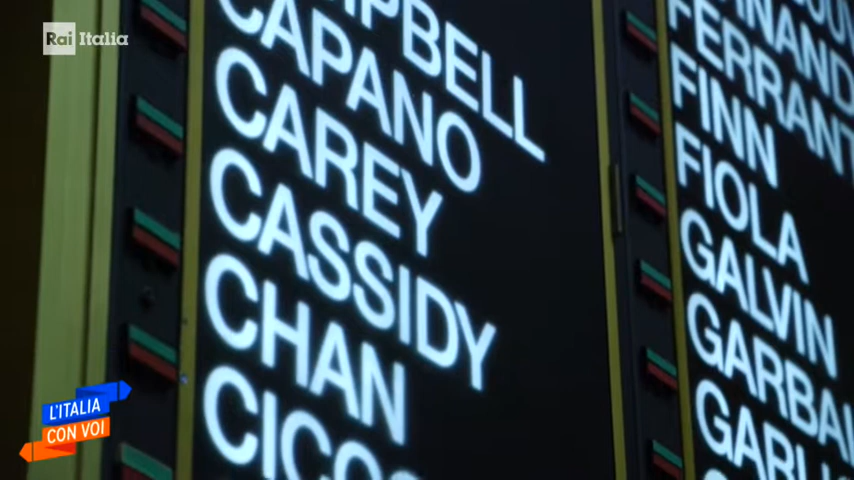 Rai Italia
CAPANO
CAREY
CASSIDY
CHAN
FINN
FIOLA
GALVIN
L'ITALIA
CON VOI